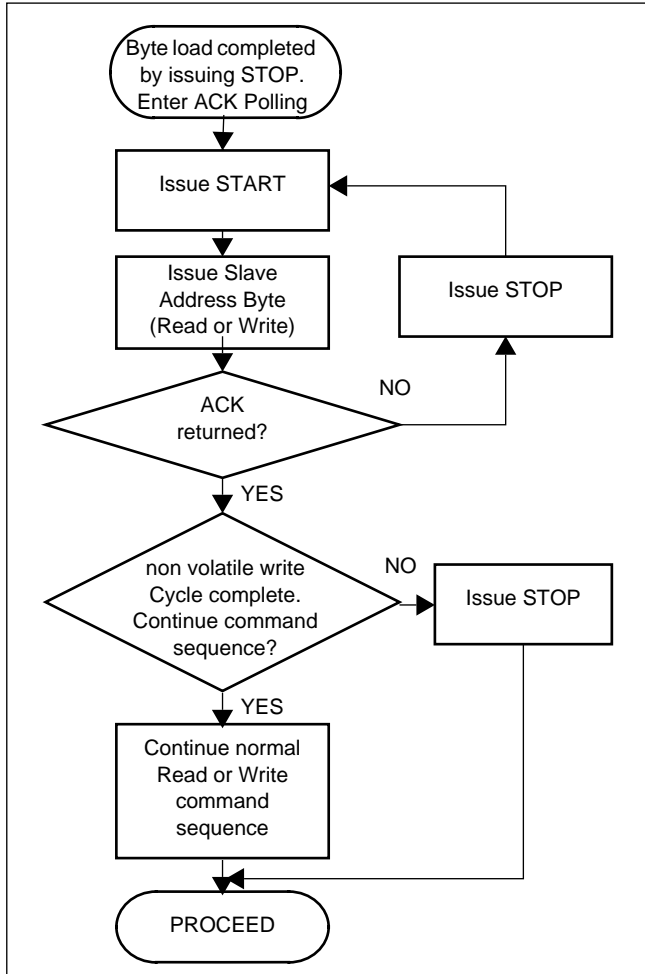 Byte load completed
by issuing STOP.
Enter ACK Polling
Issue START
Issue Slave
Address Byte
(Read or Write)
Issue STOP
ACK
returned?
NO
YES
non volatile write
Cycle complete.
Continue command
sequence?
NO
Issue STOP
YES
Continue normal
Read or Write
command
sequence
PROCEED